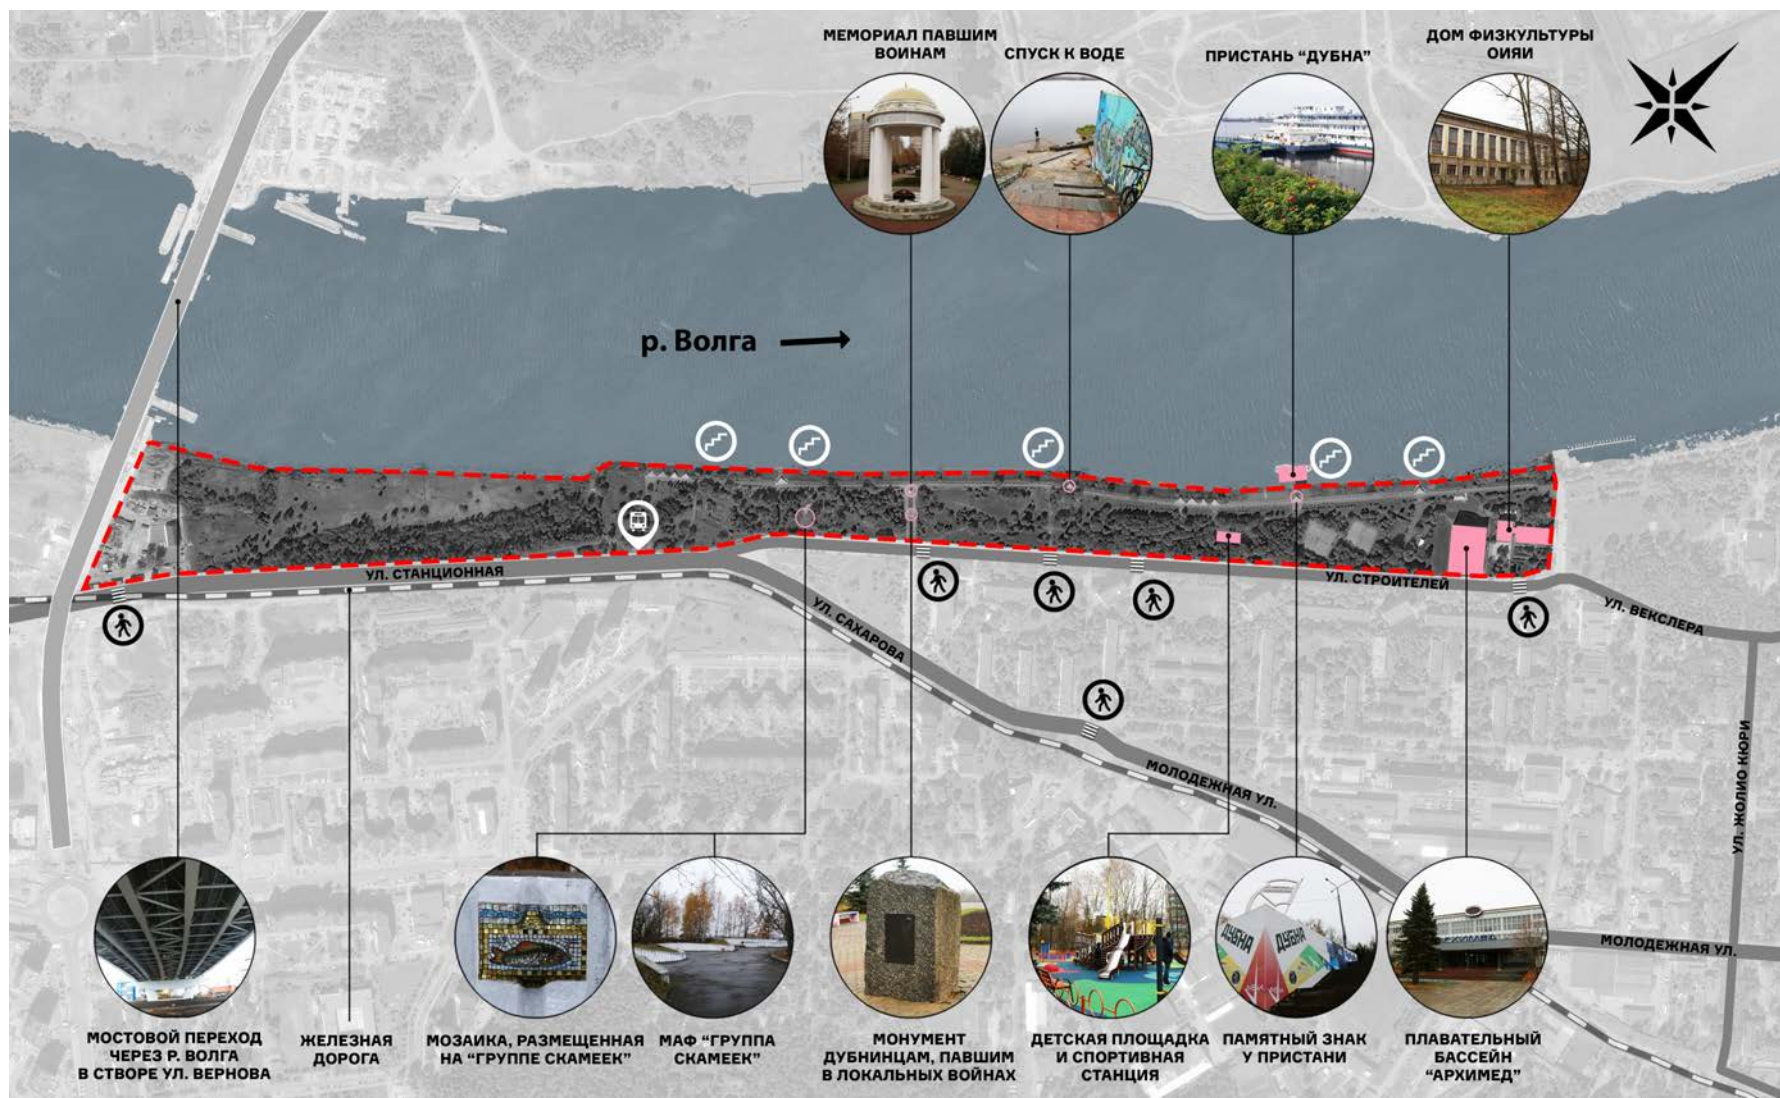 МЕМОРИАЛ ПАВШИМ
ВОИНАМ
СПУСК К ВОДЕ
ПРИСТАНЬ “ДУБНА”
ДОМ ФИЗКУЛЬТУРЫ
ОИЯИ
р. Волга
УЛ. СТАНЦИОННАЯ
УЛ. СТРОИТЕЛЕЙ
УЛ. ВЕКСЛЕРА
УЛ. САХАРОВА
МОЛОДЕЖНАЯ УЛ.
УЛ. ЖОЛИО КЮРИ
МОЛОДЕЖНАЯ УЛ.
ДУБНА
ДУБНА
МОСТОВОЙ ПЕРЕХОД
ЧЕРЕЗ Р. ВОЛГА
В СТВОРЕ УЛ. ВЕРНОВА
ЖЕЛЕЗНАЯ
ДОРОГА
МОЗАИКА, РАЗМЕЩЕННАЯ
НА “ГРУППЕ СКАМЕЕК”
МАФ “ГРУППА
СКАМЕЕК”
МОНУМЕНТ
ДУБНИНЦАМ, ПАВШИМ
В ЛОКАЛЬНЫХ ВОЙНАХ
ДЕТСКАЯ ПЛОЩАДКА
И СПОРТИВНАЯ
СТАНЦИЯ
ПАМЯТНЫЙ ЗНАК
У ПРИСТАНИ
ПЛАВАТЕЛЬНЫЙ
БАССЕЙН
“АРХИМЕД”